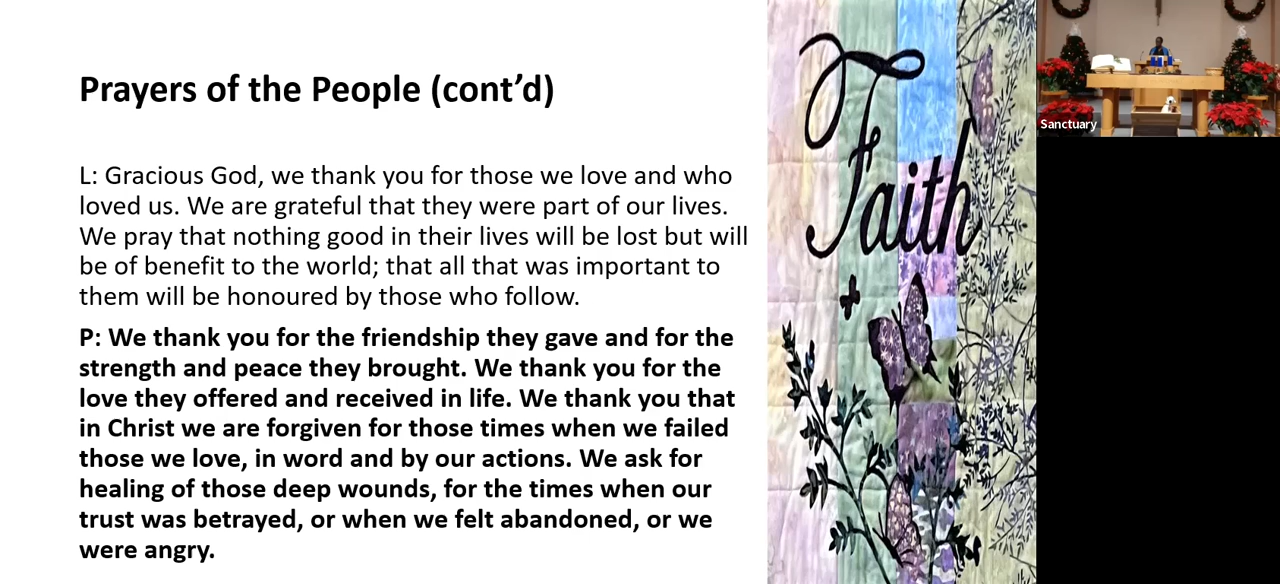 Prayers of the People (cont’d)
L: Gracious God, we thank you for those we love and who
loved us. We are grateful that they were part of our lives.
We pray that nothing good in their lives will be lost but will
be of benefit to the world; that all that was important to
them will be honoured by those who follow.
P: We thank you for the friendship they gave and for the
strength and peace they brought. We thank you for the
love they offered and received in life. We thank you that
in Christ we are forgiven for those times when we failed
those we love, in word and by our actions. We ask for
healing of those deep wounds, for the times when our
trust was betrayed, or when we felt abandoned, or we
were angry.
Faith
Sanctuary